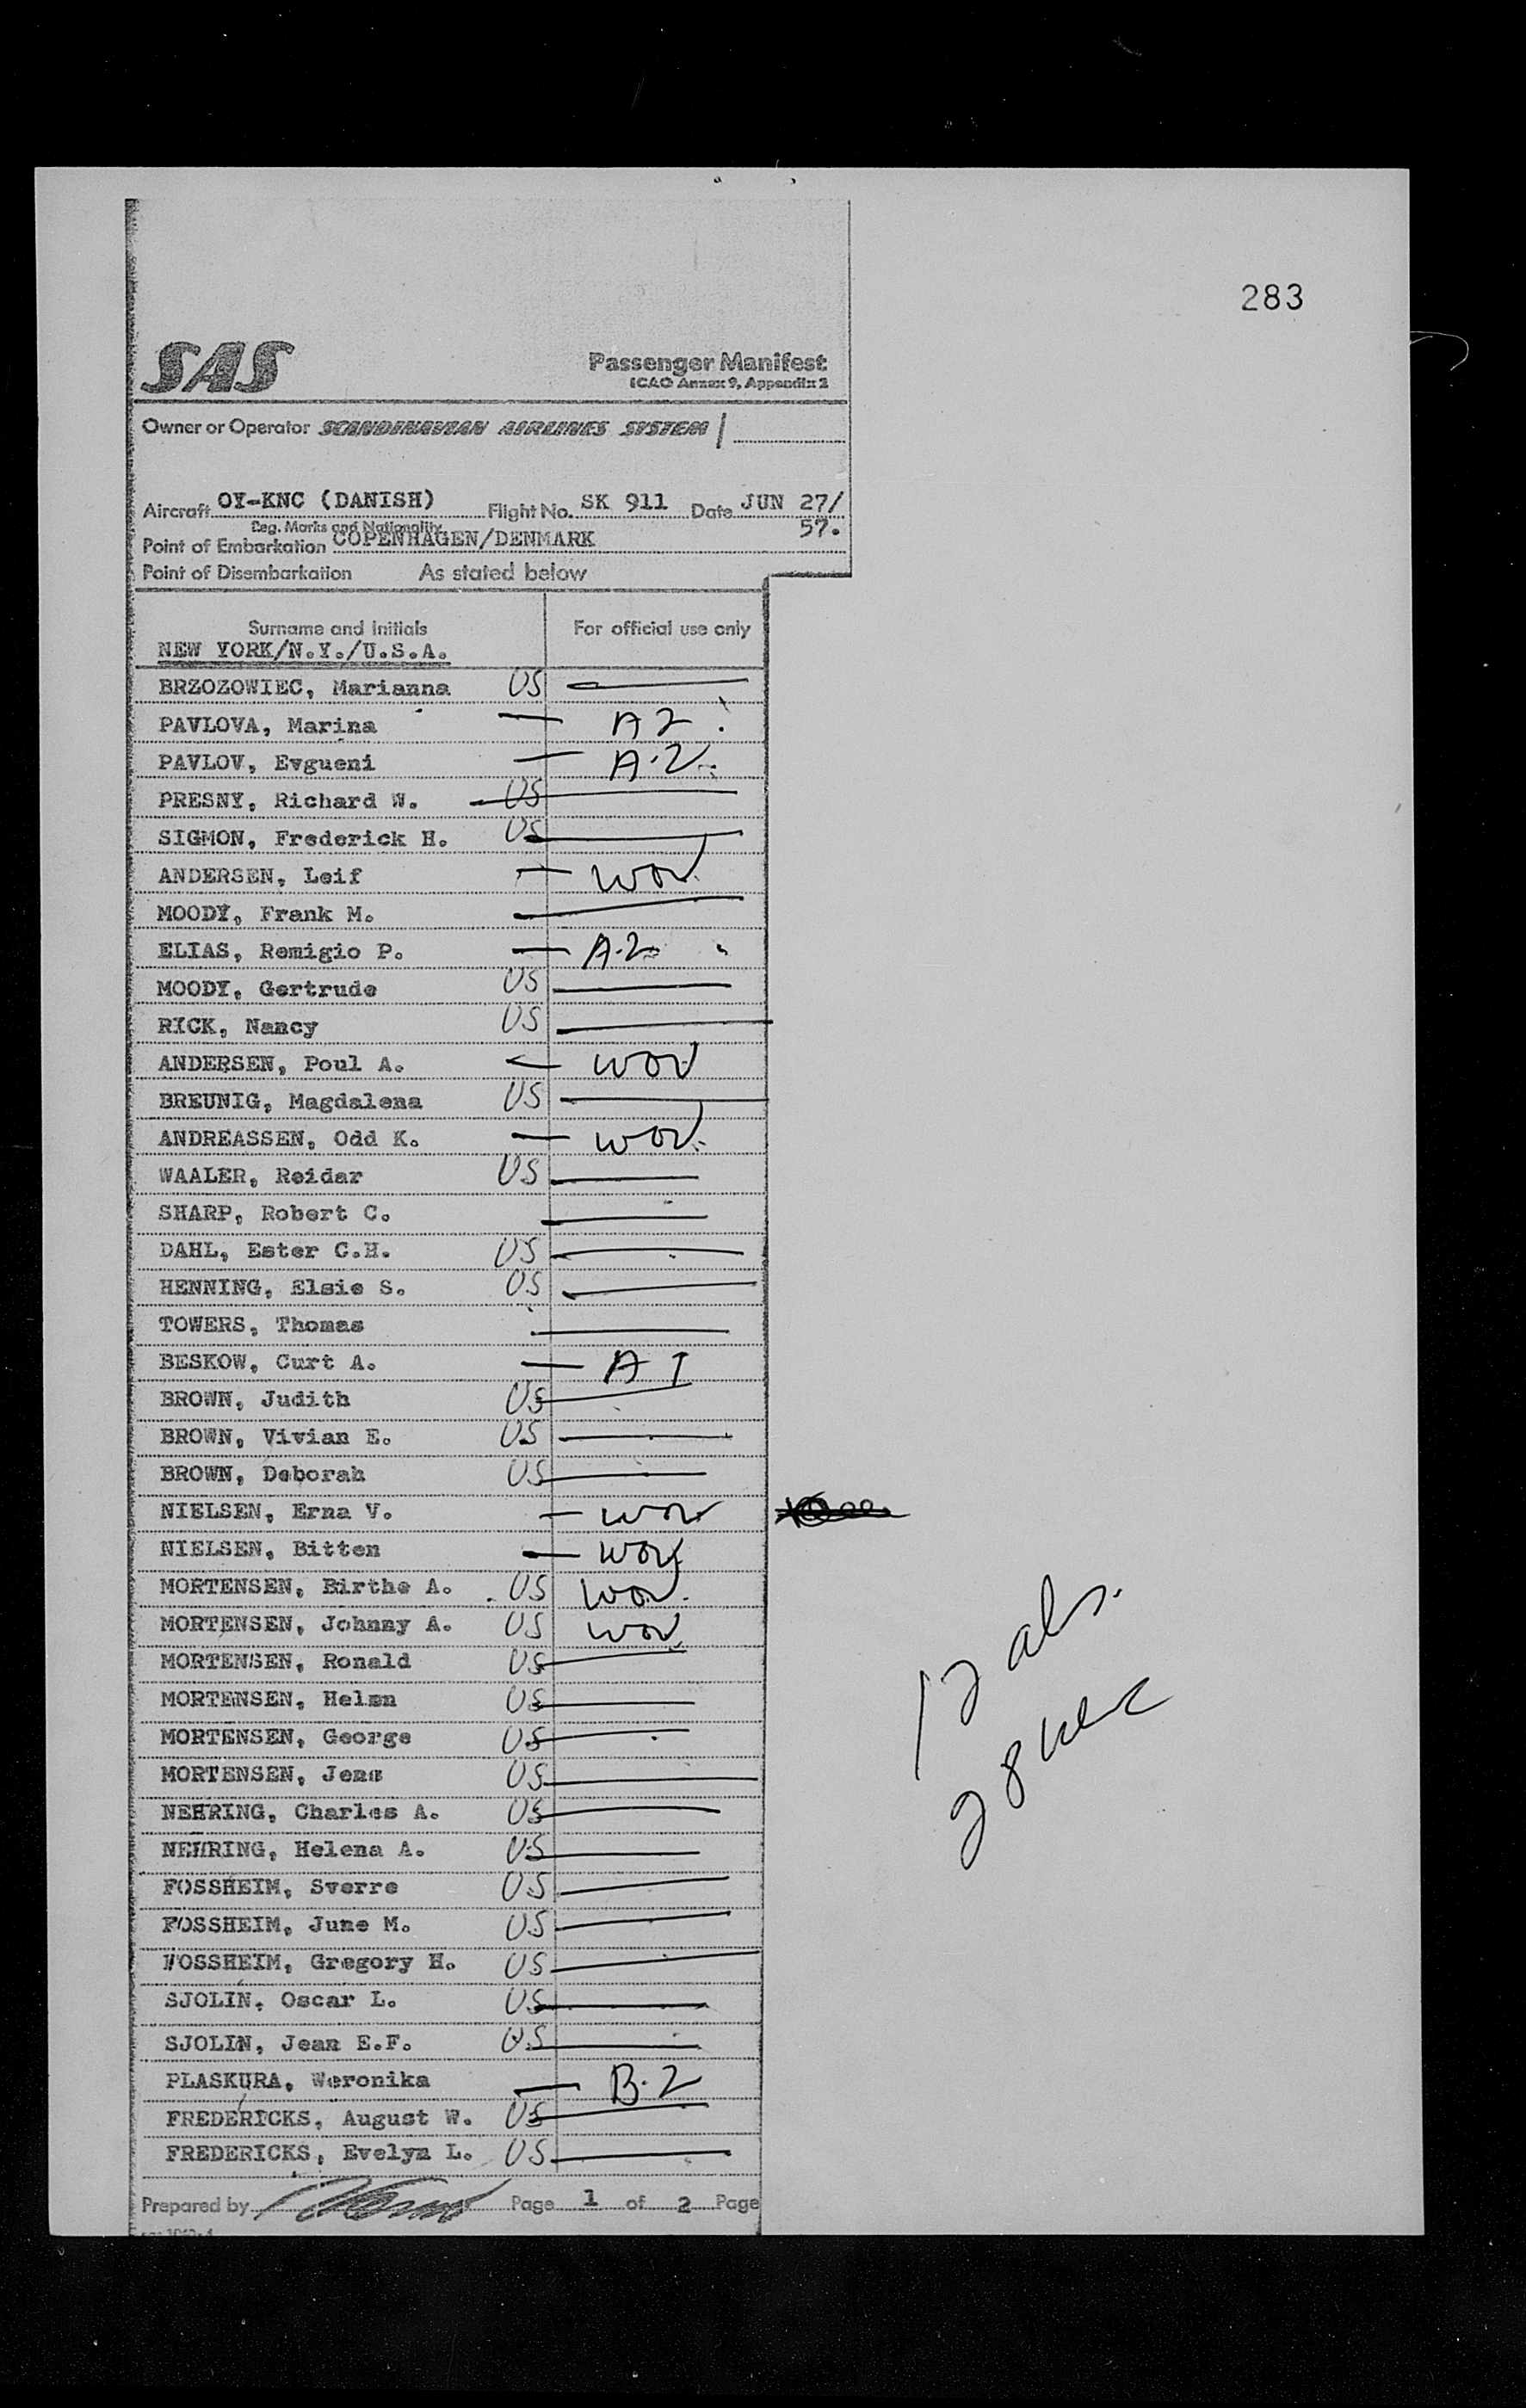 283
SAS
Passenger Manifest
ICAO Annex 9, Appendix 2
Owner or Operator SCANDINAVIAN AIRLINES SYSTEM
Aircraft OY-KNC (DANISH) Flight No. SK 911 Date JUN 27/
57.
Reg. Marks and Nationality
Point of Embarkation COPENHAGEN/DENMARK
Point of Disembarkation As stated below
Surname and Initials For official use only
NEW YORK/N.Y./U.S.A.
BRZOZOWIEC, Marianna US
PAVLOVA, Marina — A2
PAVLOV, Evgueni — A-2
PRESNY, Richard W. US
SIGMON, Frederick H. US
ANDERSEN, Leif — WOV
MOODY, Frank M.
ELIAS, Remigio P. — A-2
MOODY, Gertrude US
RICK, Nancy US
ANDERSEN, Poul A. — WOV
BREUNIG, Magdalena US
ANDREASSEN, Odd K. — WOV
WAALER, Reidar US
SHARP, Robert C.
DAHL, Ester C.H. US
HENNING, Elsie S. US
TOWERS, Thomas
BESKOW, Curt A. — A 1
BROWN, Judith US
BROWN, Vivian E. US
BROWN, Deborah US
NIELSEN, Erna V. — WOV
NIELSEN, Bitten — WOV
MORTENSEN, Birthe A. US WOV
MORTENSEN, Johnny A. US WOV
MORTENSEN, Ronald US
MORTENSEN, Helen US
MORTENSEN, George US
MORTENSEN, Jens US
NEHRING, Charles A. US
NEHRING, Helena A. US
FOSSHEIM, Sverre US
FOSSHEIM, June M. US
FOSSHEIM, Gregory H. US
SJOLIN, Oscar L. US
SJOLIN, Jean E.F. US
PLASKURA, Weronika — B-2
FREDERICKS, August W. US
FREDERICKS, Evelyn L. US
12 als.
28
Prepared by Page 1 of 2 Page